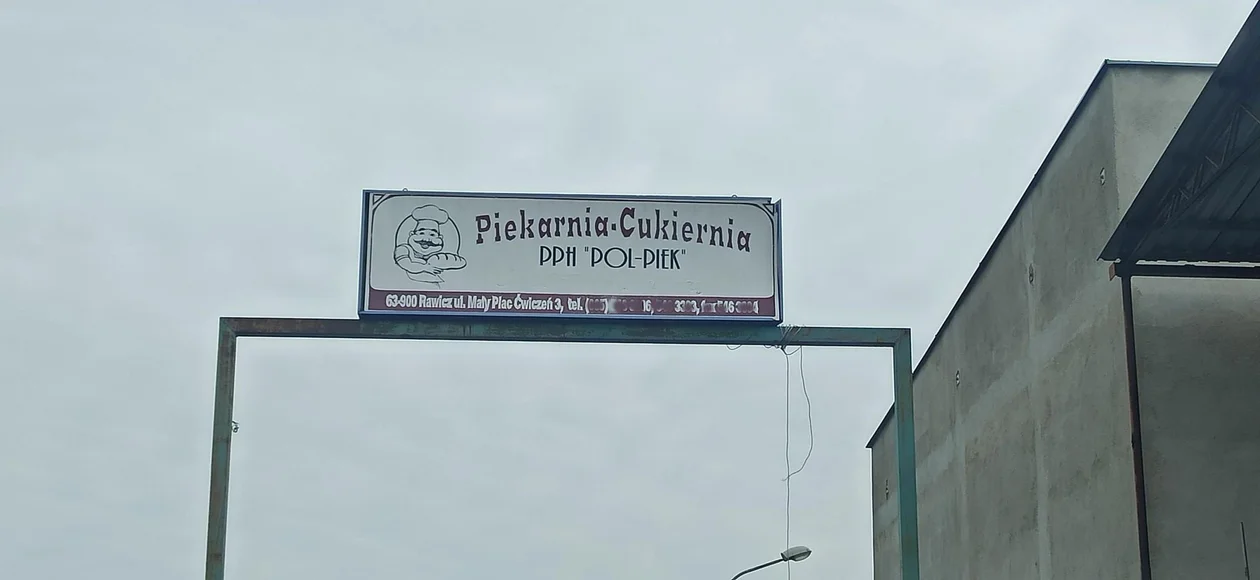 Piekarnia-Cukiernia
PPH "POL-PIEK"
63-900 Rawicz ul. Mały Plac Ćwiczeń 3, tel.